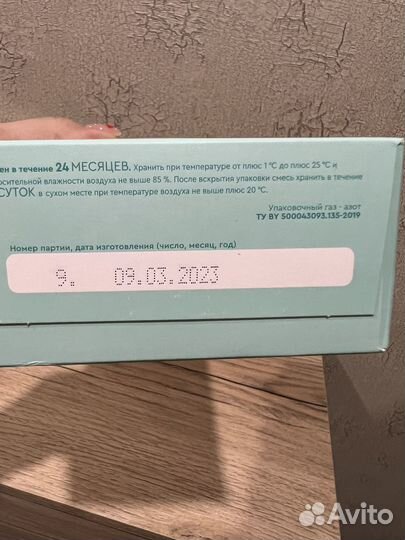 ен в течение 24 МЕСЯЦЕВ. Хранить при температуре от плюс 1 °С до плюс 25 °С и
осительной влажности воздуха не выше 85 %. После вскрытия упаковки смесь хранить в течение
СУТОК в сухом месте при температуре воздуха не выше плюс 20 °С.
Упаковочный газ - азот
ТУ BY 500043093.135-2019
Номер партии, дата изготовления (число, месяц, год)
9. 09.03.2023
Avito